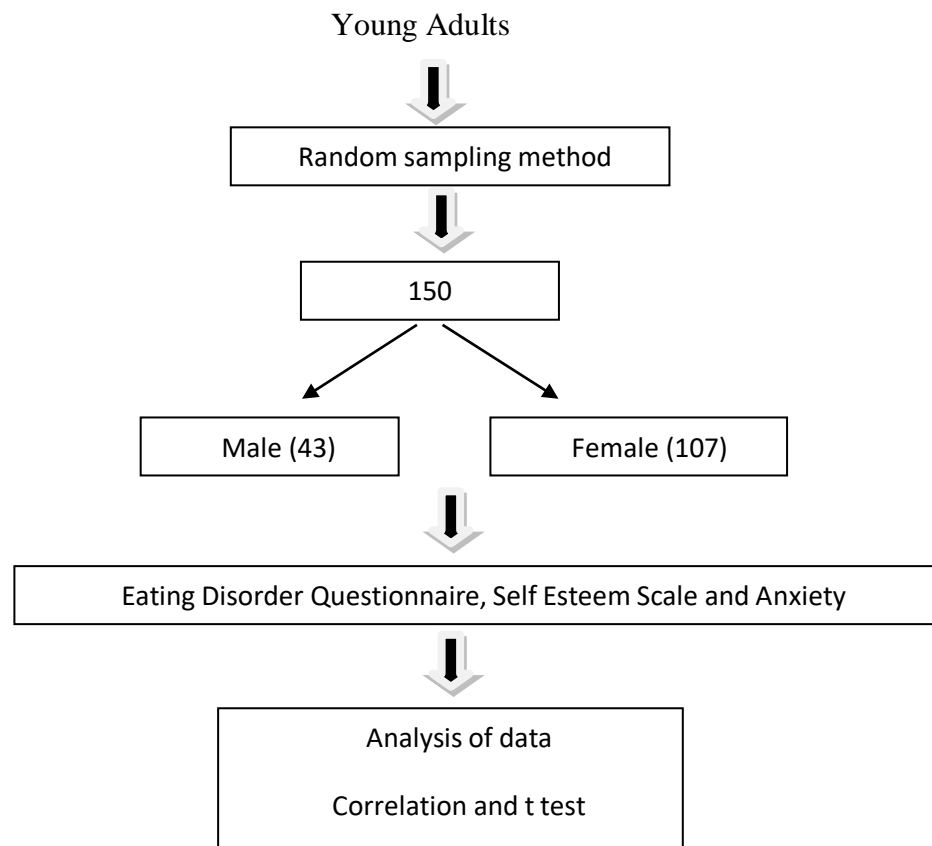 Young Adults
Random sampling method
150
Male (43)
Female (107)
Eating Disorder Questionnaire, Self Esteem Scale and Anxiety
Analysis of data
Correlation and t test